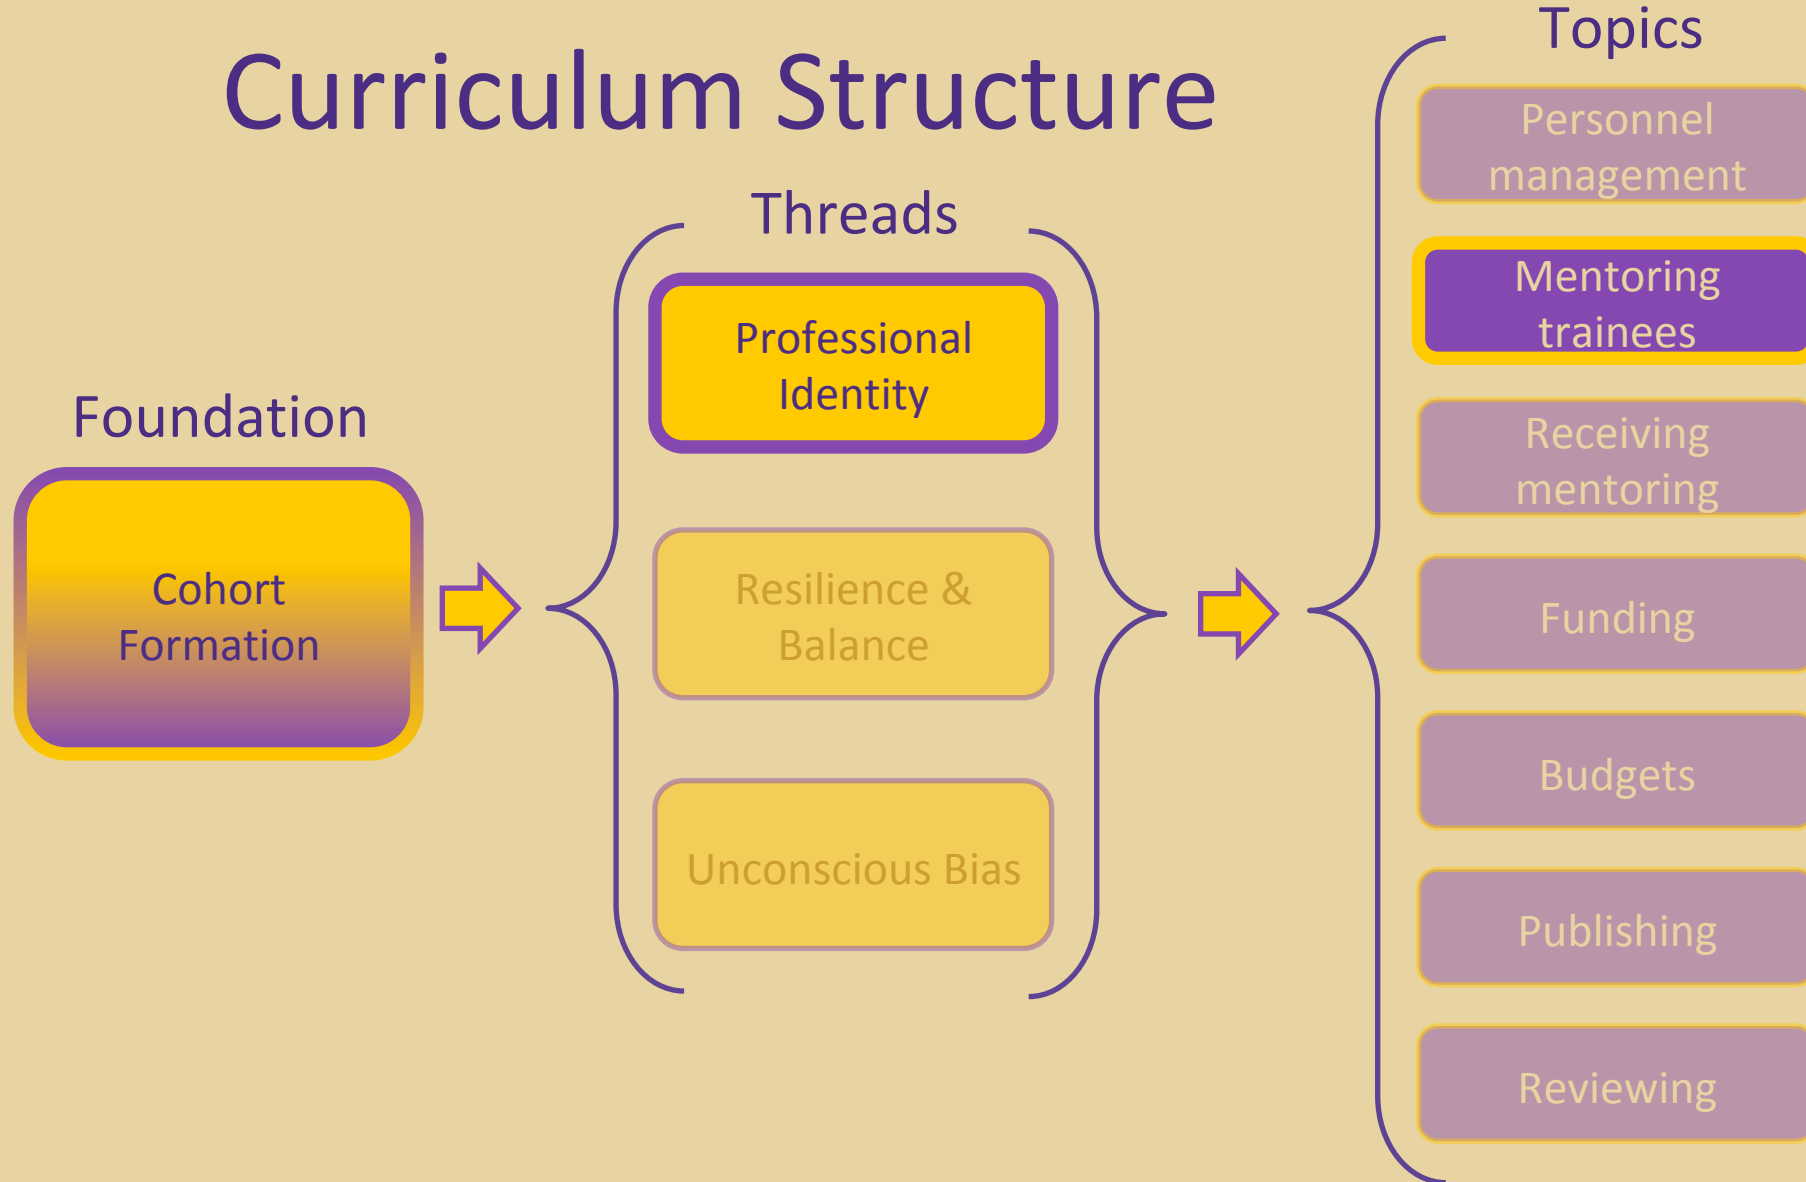 Curriculum Structure
Foundation
Cohort
Formation
Threads
Professional
Identity
Resilience &
Balance
Unconscious Bias
Topics
Personnel
management
Mentoring
trainees
Receiving
mentoring
Funding
Budgets
Publishing
Reviewing